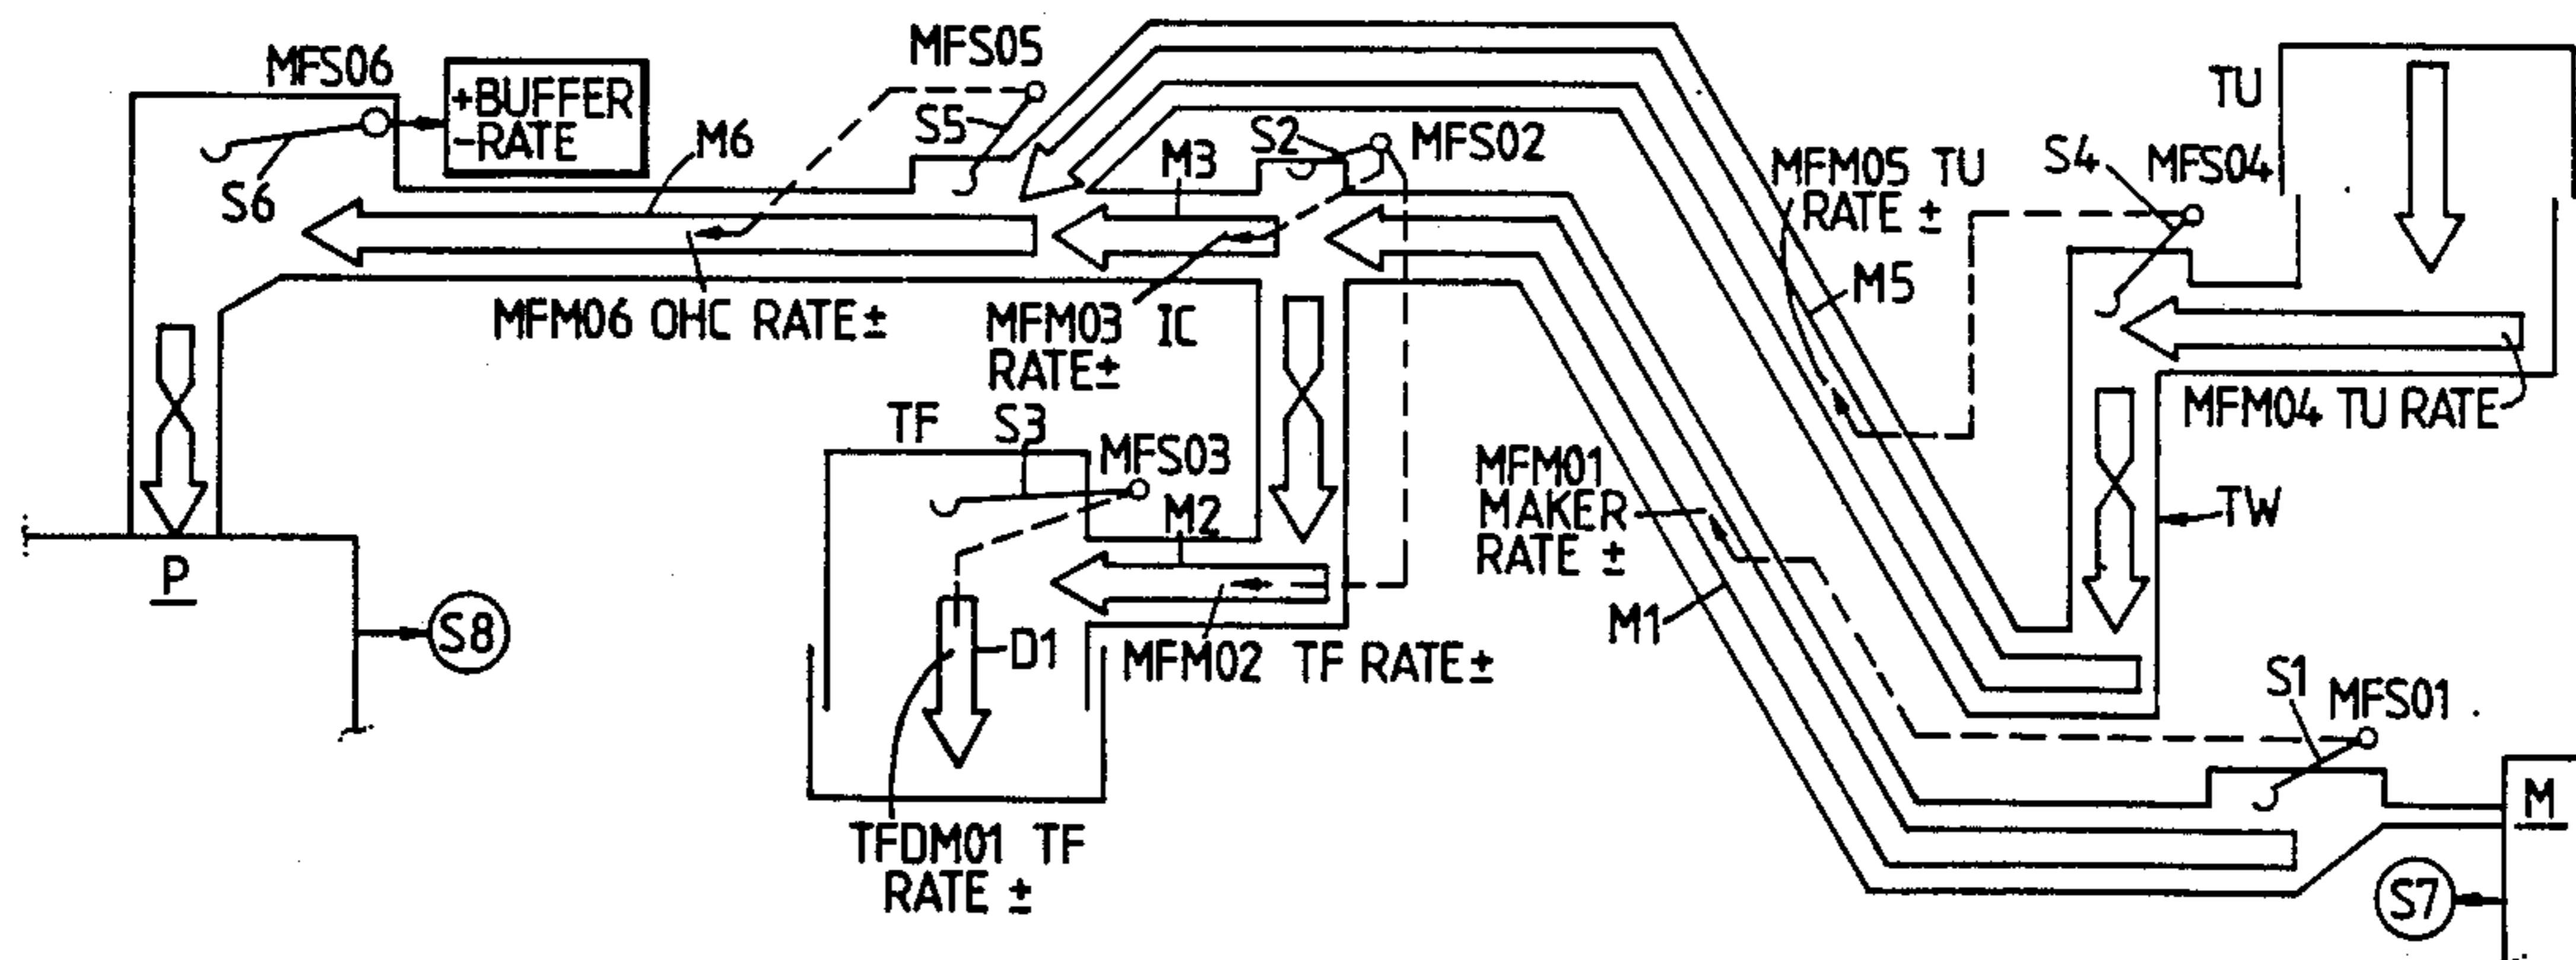 MFS06
+BUFFER
-RATE
S6
M6
MFS05
S5
S2
MFS02
M3
MFM06 OHC RATE±
MFM03 IC
RATE±
TU
S4
MFS04
MFM05 TU
RATE ±
M5
MFM04 TU RATE
TW
TF
S3
MFS03
M2
D1
MFM02 TF RATE±
TFDM01 TF
RATE ±
MFM01
MAKER
RATE ±
M1
S1
MFS01
M
S7
P
S8